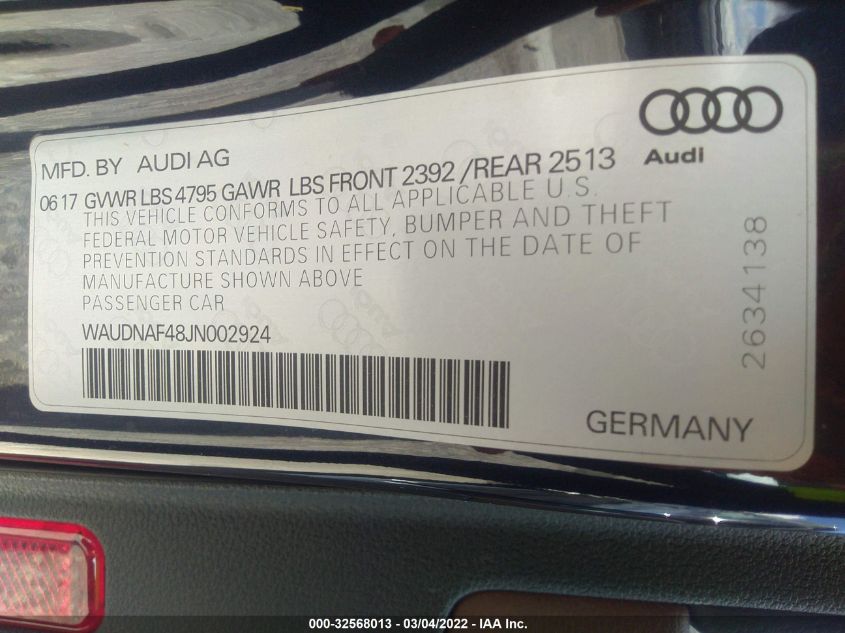 MFD. BY AUDI AG
Audi
0617 GVWR LBS 4795 GAWR LBS FRONT 2392 /REAR 2513
THIS VEHICLE CONFORMS TO ALL APPLICABLE U.S.
FEDERAL MOTOR VEHICLE SAFETY, BUMPER AND THEFT
PREVENTION STANDARDS IN EFFECT ON THE DATE OF
MANUFACTURE SHOWN ABOVE
PASSENGER CAR
WAUDNAF48JN002924
2634138
GERMANY
000-32568013 - 03/04/2022 - IAA Inc.